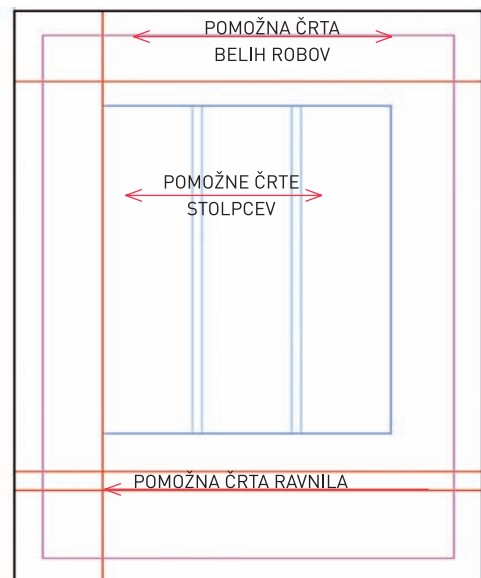 POMOŽNA ČRTA
BELIH ROBOV
POMOŽNE ČRTE
STOLPCEV
POMOŽNA ČRTA RAVNILA